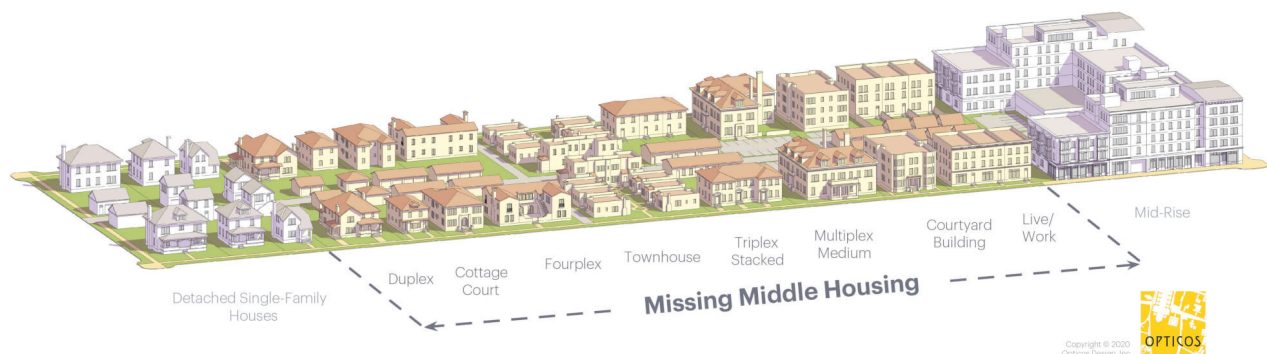 Detached Single-Family
Houses
Duplex
Cottage
Court
Fourplex
Townhouse
Triplex
Stacked
Multiplex
Medium
Courtyard
Building
Live/
Work
Mid-Rise
Missing Middle Housing
Copyright © 2020
Opticos Design, Inc
OPTICOS